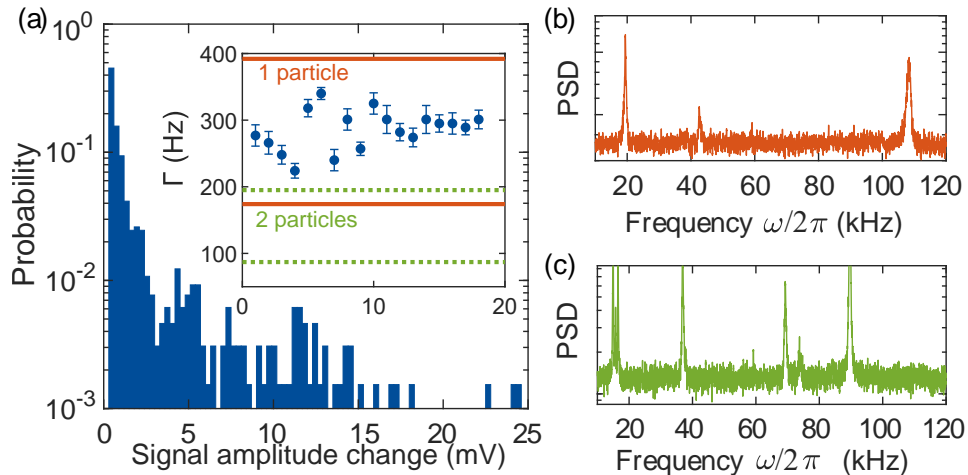 (a)
10^0
10^-1
10^-2
10^-3
Probability
0 5 10 15 20 25
Signal amplitude change (mV)
400
300
200
100
Γ (Hz)
0 10 20
1 particle
2 particles
(b)
PSD
20 40 60 80 100 120
Frequency ω/2π (kHz)
(c)
PSD
20 40 60 80 100 120
Frequency ω/2π (kHz)